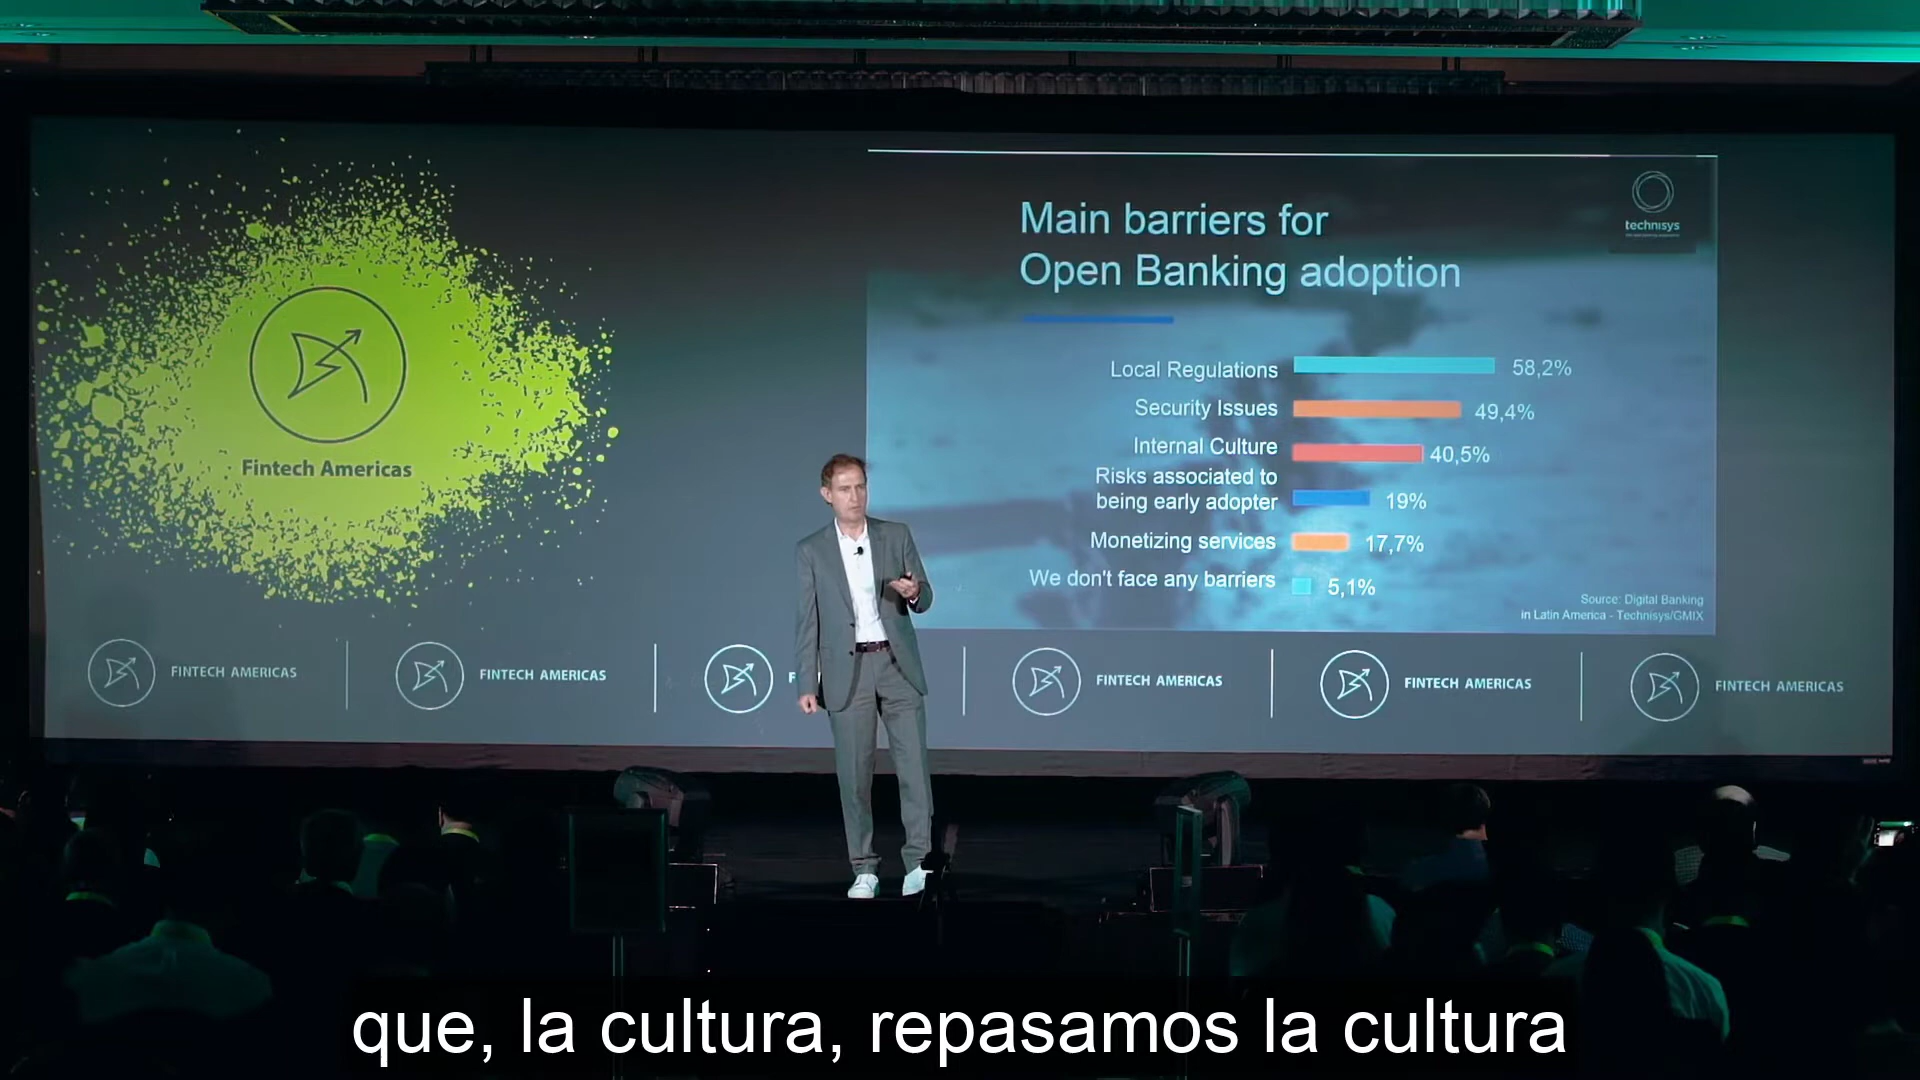 Main barriers for
Open Banking adoption
technisys
Local Regulations 58,2%
Security Issues 49,4%
Internal Culture 40,5%
Risks associated to
being early adopter 19%
Monetizing services 17,7%
We don't face any barriers 5,1%
Source: Digital Banking
in Latin America - Technisys/GMIX
Fintech Americas
FINTECH AMERICAS
FINTECH AMERICAS
FINTECH AMERICAS
FINTECH AMERICAS
FINTECH AMERICAS
que, la cultura, repasamos la cultura